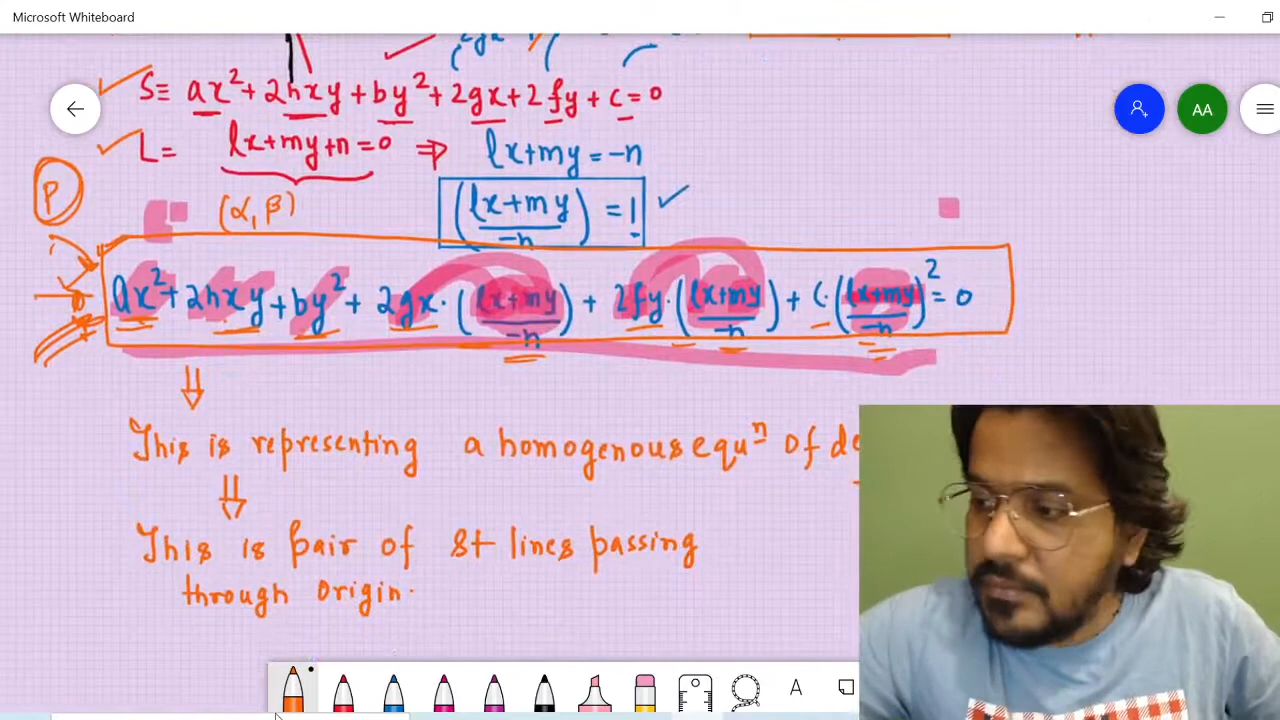 Microsoft Whiteboard
S≡ ax²+2hxy+by²+2gx+2fy+c=0
AA
L= lx+my+n=0 ⇒ lx+my=-n
P
(α,β) (lx+my/-n) = 1
ax²+2hxy+by²+2gx·(lx+my/-n)+2fy·(lx+my/-n)+c·(lx+my/-n)²=0
⇓
This is representing a homogenous equⁿ of
⇓
This is pair of st lines passing
through origin.
A